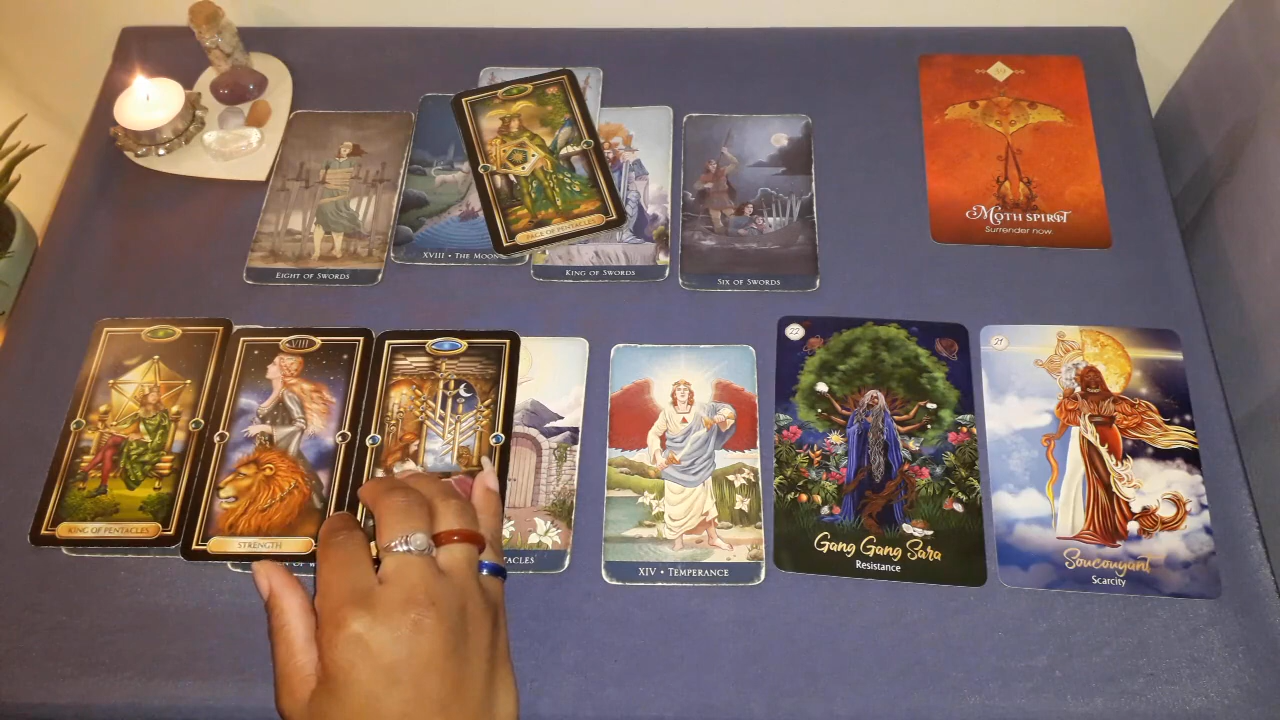 EIGHT OF SWORDS
XVIII • THE MOON
PAGE OF PENTACLES
KING OF SWORDS
SIX OF SWORDS
MOTH SPIRIT
Surrender now
KING OF PENTACLES
VIII
STRENGTH
XIV • TEMPERANCE
22
Gang Gang Sara
Resistance
21
Soucouyant
Scarcity